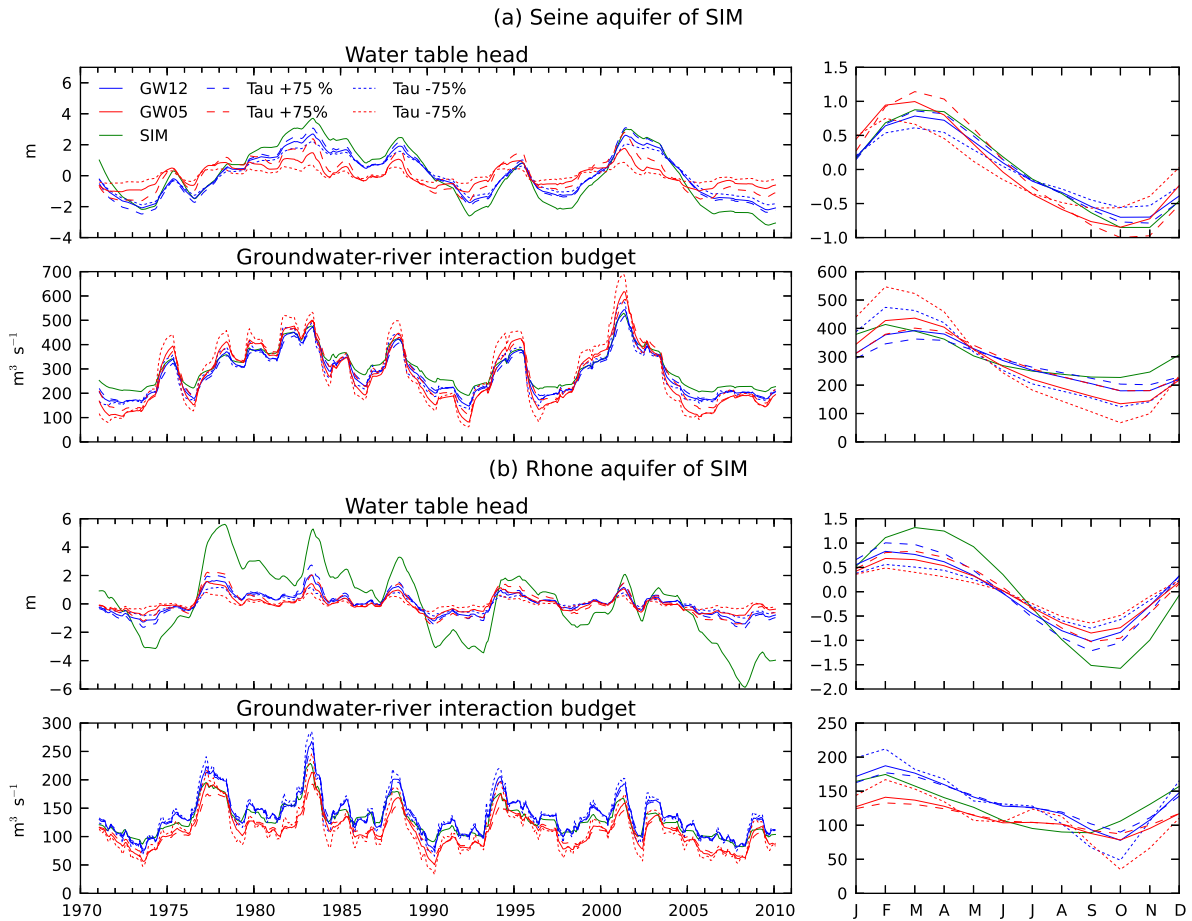 (a) Seine aquifer of SIM
Water table head
6
4
2
0
−2
−4
m
GW12
Tau +75 %
Tau -75%
GW05
Tau +75%
Tau -75%
SIM
1.5
1.0
0.5
0.0
−0.5
−1.0
Groundwater-river interaction budget
700
600
500
400
300
200
100
0
m³ s⁻¹
600
500
400
300
200
100
0
(b) Rhone aquifer of SIM
Water table head
6
4
2
0
−2
−4
−6
m
1.5
1.0
0.5
0.0
−0.5
−1.0
−1.5
−2.0
Groundwater-river interaction budget
300
250
200
150
100
50
0
m³ s⁻¹
1970 1975 1980 1985 1990 1995 2000 2005 2010
250
200
150
100
50
0
J F M A M J J A S O N D